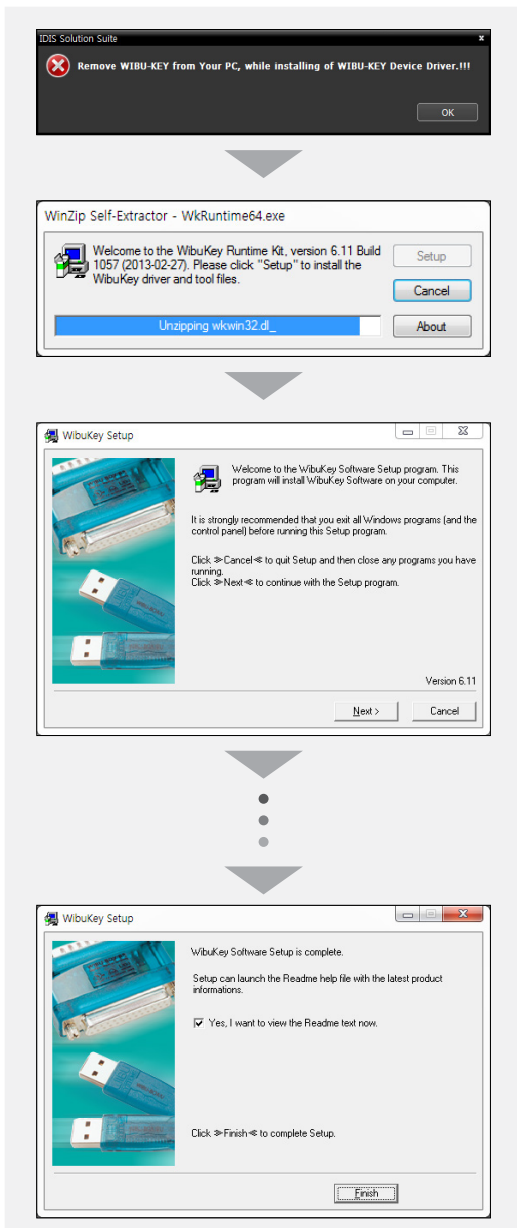 IDIS Solution Suite
x
Remove WIBU-KEY from Your PC, while installing of WIBU-KEY Device Driver.!!!
OK
WinZip Self-Extractor - WkRuntime64.exe
Welcome to the WibuKey Runtime Kit, version 6.11 Build
1057 (2013-02-27). Please click "Setup" to install the
WibuKey driver and tool files.
Setup
Cancel
Unzipping wkwin32.dl_
About
WibuKey Setup
Welcome to the WibuKey Software Setup program. This
program will install WibuKey Software on your computer.
It is strongly recommended that you exit all Windows programs (and the
control panel) before running this Setup program.
Click ≫Cancel≪ to quit Setup and then close any programs you have
running.
Click ≫Next≪ to continue with the Setup program.
Version 6.11
Next >
Cancel
WibuKey Setup
WibuKey Software Setup is complete.
Setup can launch the Readme help file with the latest product
informations.
Yes, I want to view the Readme text now.
Click ≫Finish≪ to complete Setup.
Finish